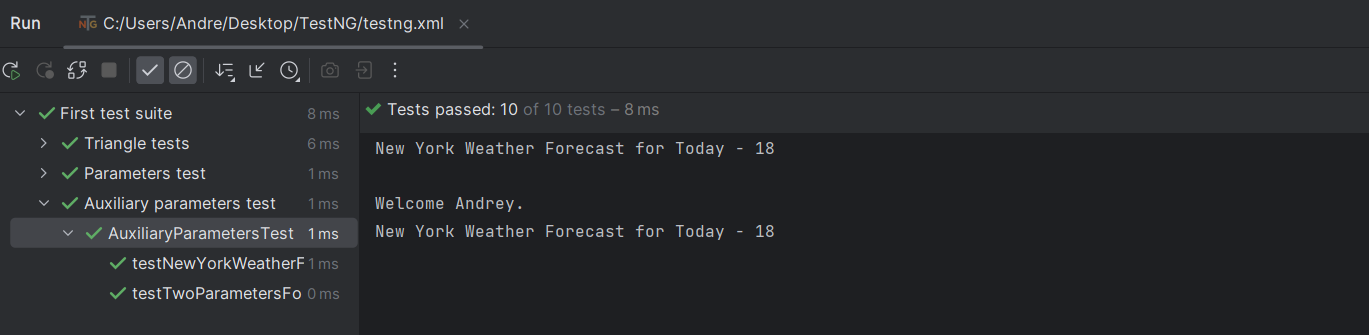 Run
TNG C:/Users/Andre/Desktop/TestNG/testng.xml
First test suite 8 ms
Triangle tests 6 ms
Parameters test 1 ms
Auxiliary parameters test 1 ms
AuxiliaryParametersTest 1 ms
testNewYorkWeatherF 1 ms
testTwoParametersFo 0 ms
Tests passed: 10 of 10 tests – 8 ms
New York Weather Forecast for Today - 18
Welcome Andrey.
New York Weather Forecast for Today - 18